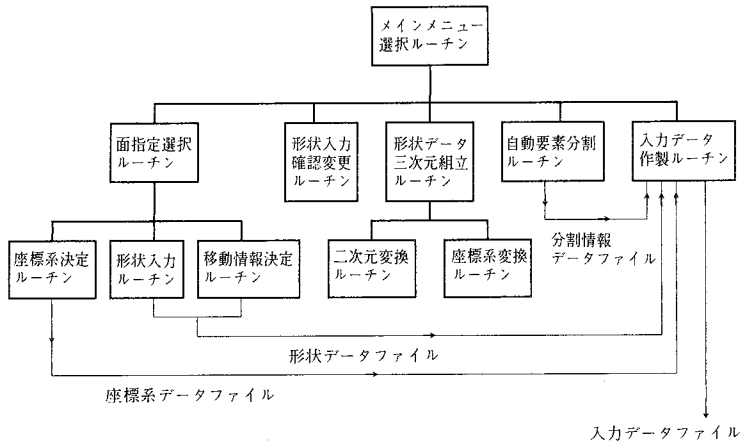 メインメニュー
選択ルーチン
面指定選択
ルーチン
形状入力
確認変更
ルーチン
形状データ
三次元組立
ルーチン
自動要素分割
ルーチン
入力データ
作製ルーチン
座標系決定
ルーチン
形状入力
ルーチン
移動情報決定
ルーチン
二次元変換
ルーチン
座標系変換
ルーチン
分割情報
データファイル
形状データファイル
座標系データファイル
入力データファイル